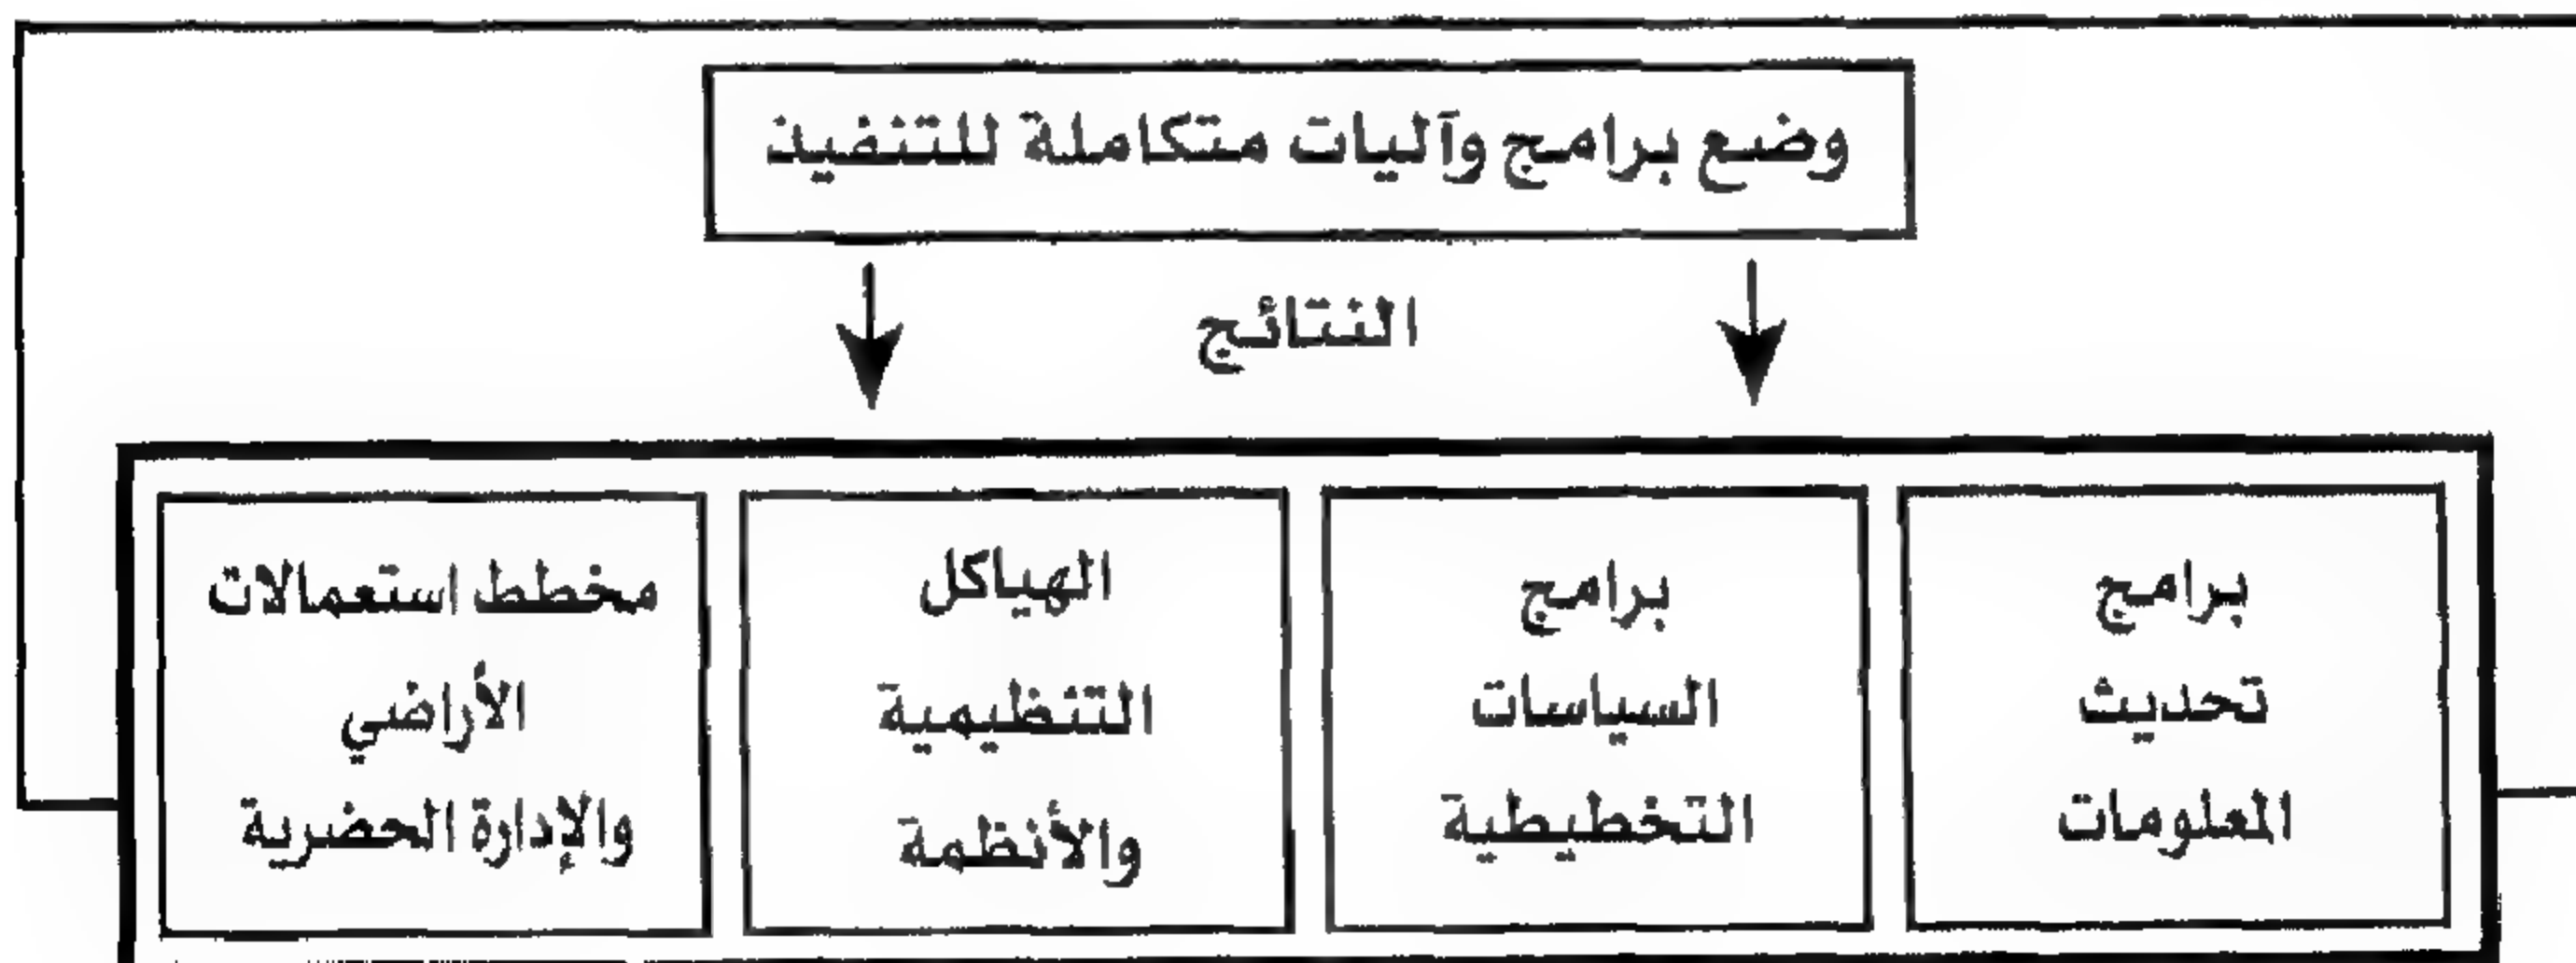 وضع برامج وآليات متكاملة للتنفيذ
النتائج
برامج
تحديث
المعلومات
برامج
السياسات
التخطيطية
الهياكل
التنظيمية
والأنظمة
مخطط استعمالات
الأراضي
والإدارة الحضرية